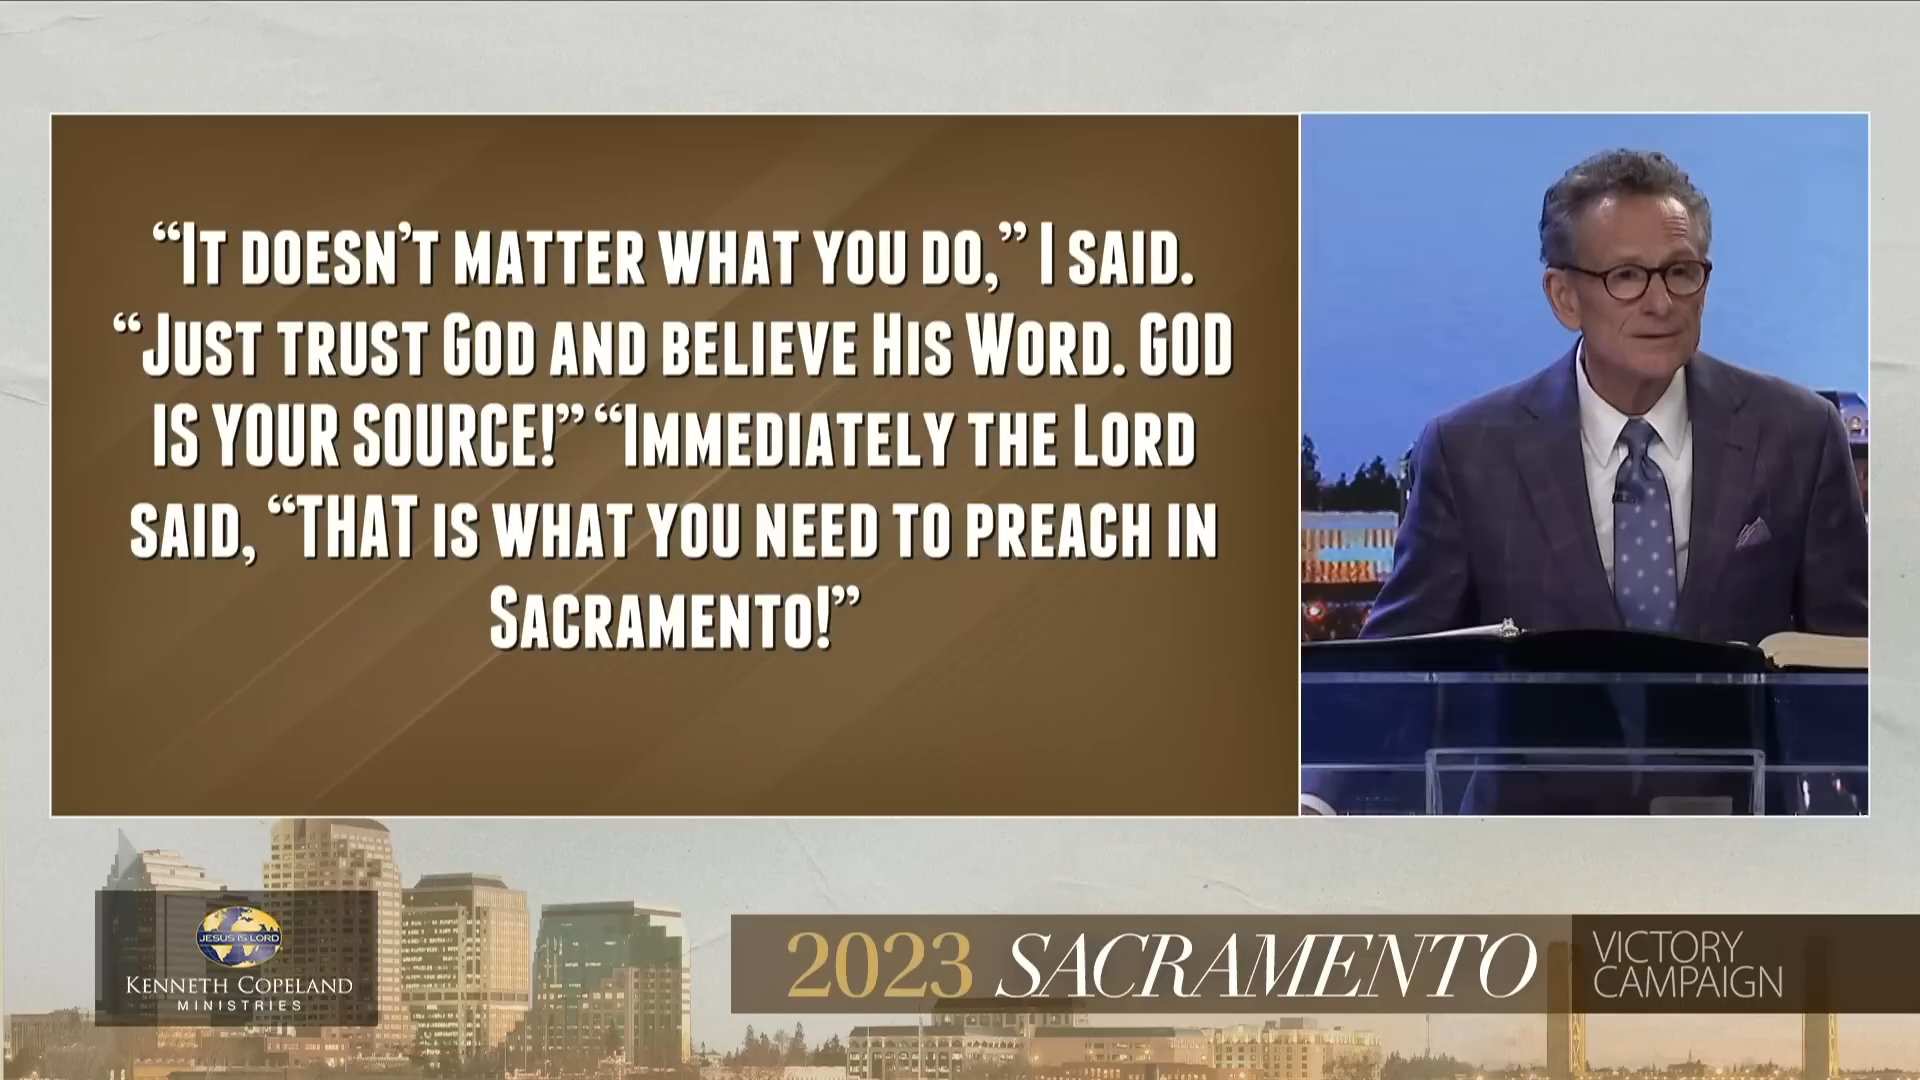 “It doesn’t matter what you do,” I said.
“Just trust God and believe His Word. GOD
IS YOUR SOURCE!” “Immediately the Lord
said, “THAT is what you need to preach in
Sacramento!”
JESUS IS LORD
KENNETH COPELAND
MINISTRIES
2023 SACRAMENTO
VICTORY
CAMPAIGN